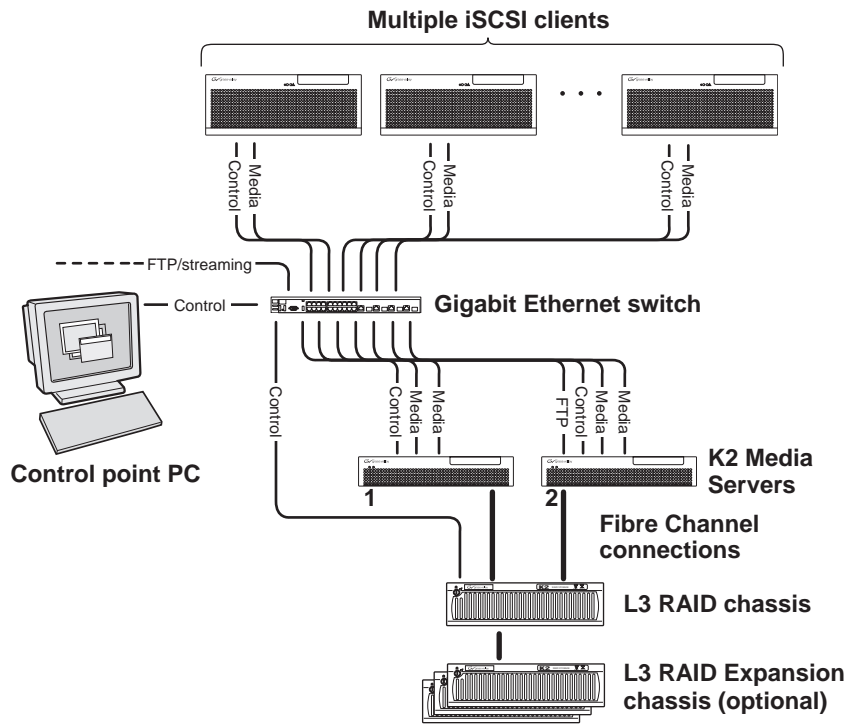 Multiple iSCSI clients
Control
Media
Control
Media
Control
Media
FTP/streaming
Control
Gigabit Ethernet switch
Control
Control
Media
Media
FTP
Control
Media
Media
Control point PC
1
2
K2 Media
Servers
Fibre Channel
connections
K2
L3 RAID chassis
K2
L3 RAID Expansion
chassis (optional)